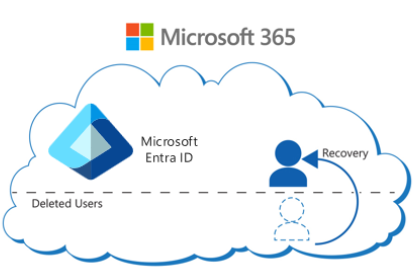 Microsoft 365
Microsoft
Entra ID
Recovery
Deleted Users